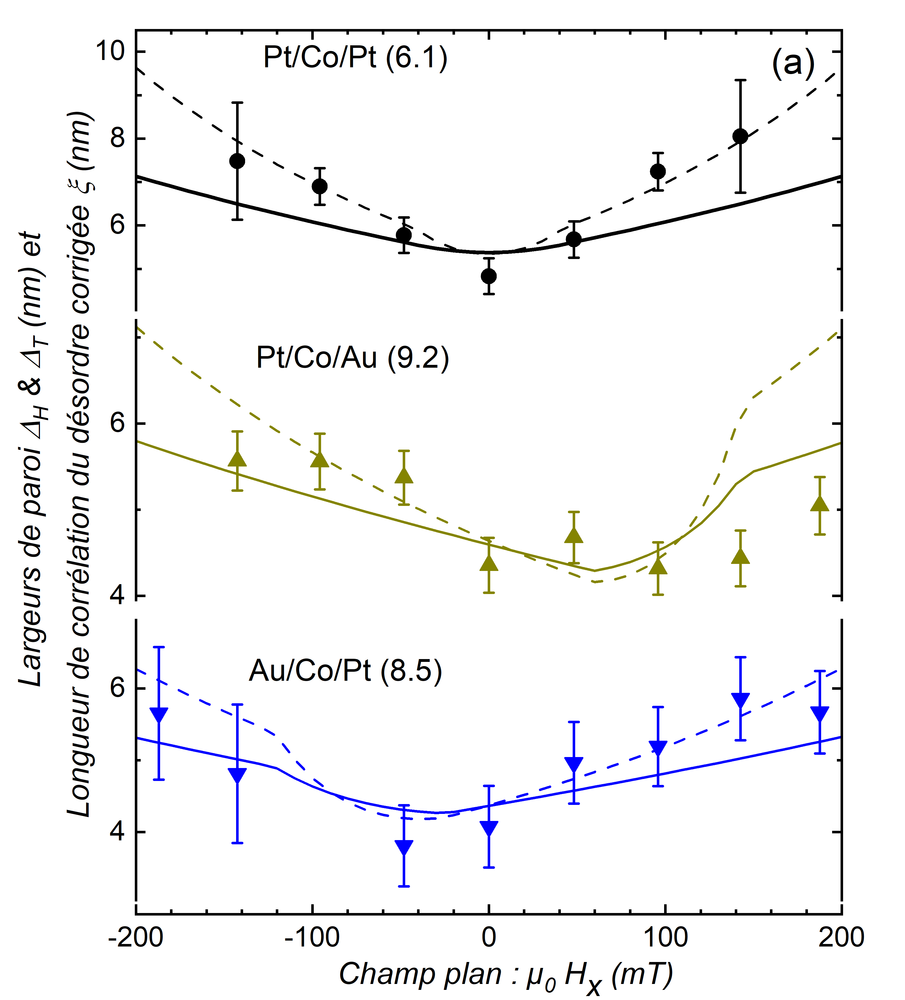 Largeurs de paroi Δ_H & Δ_T (nm) et
Longueur de corrélation du désordre corrigée ξ (nm)
10
8
6
Pt/Co/Pt (6.1)
(a)
6
4
Pt/Co/Au (9.2)
6
4
Au/Co/Pt (8.5)
-200 -100 0 100 200
Champ plan : μ₀ Hₓ (mT)